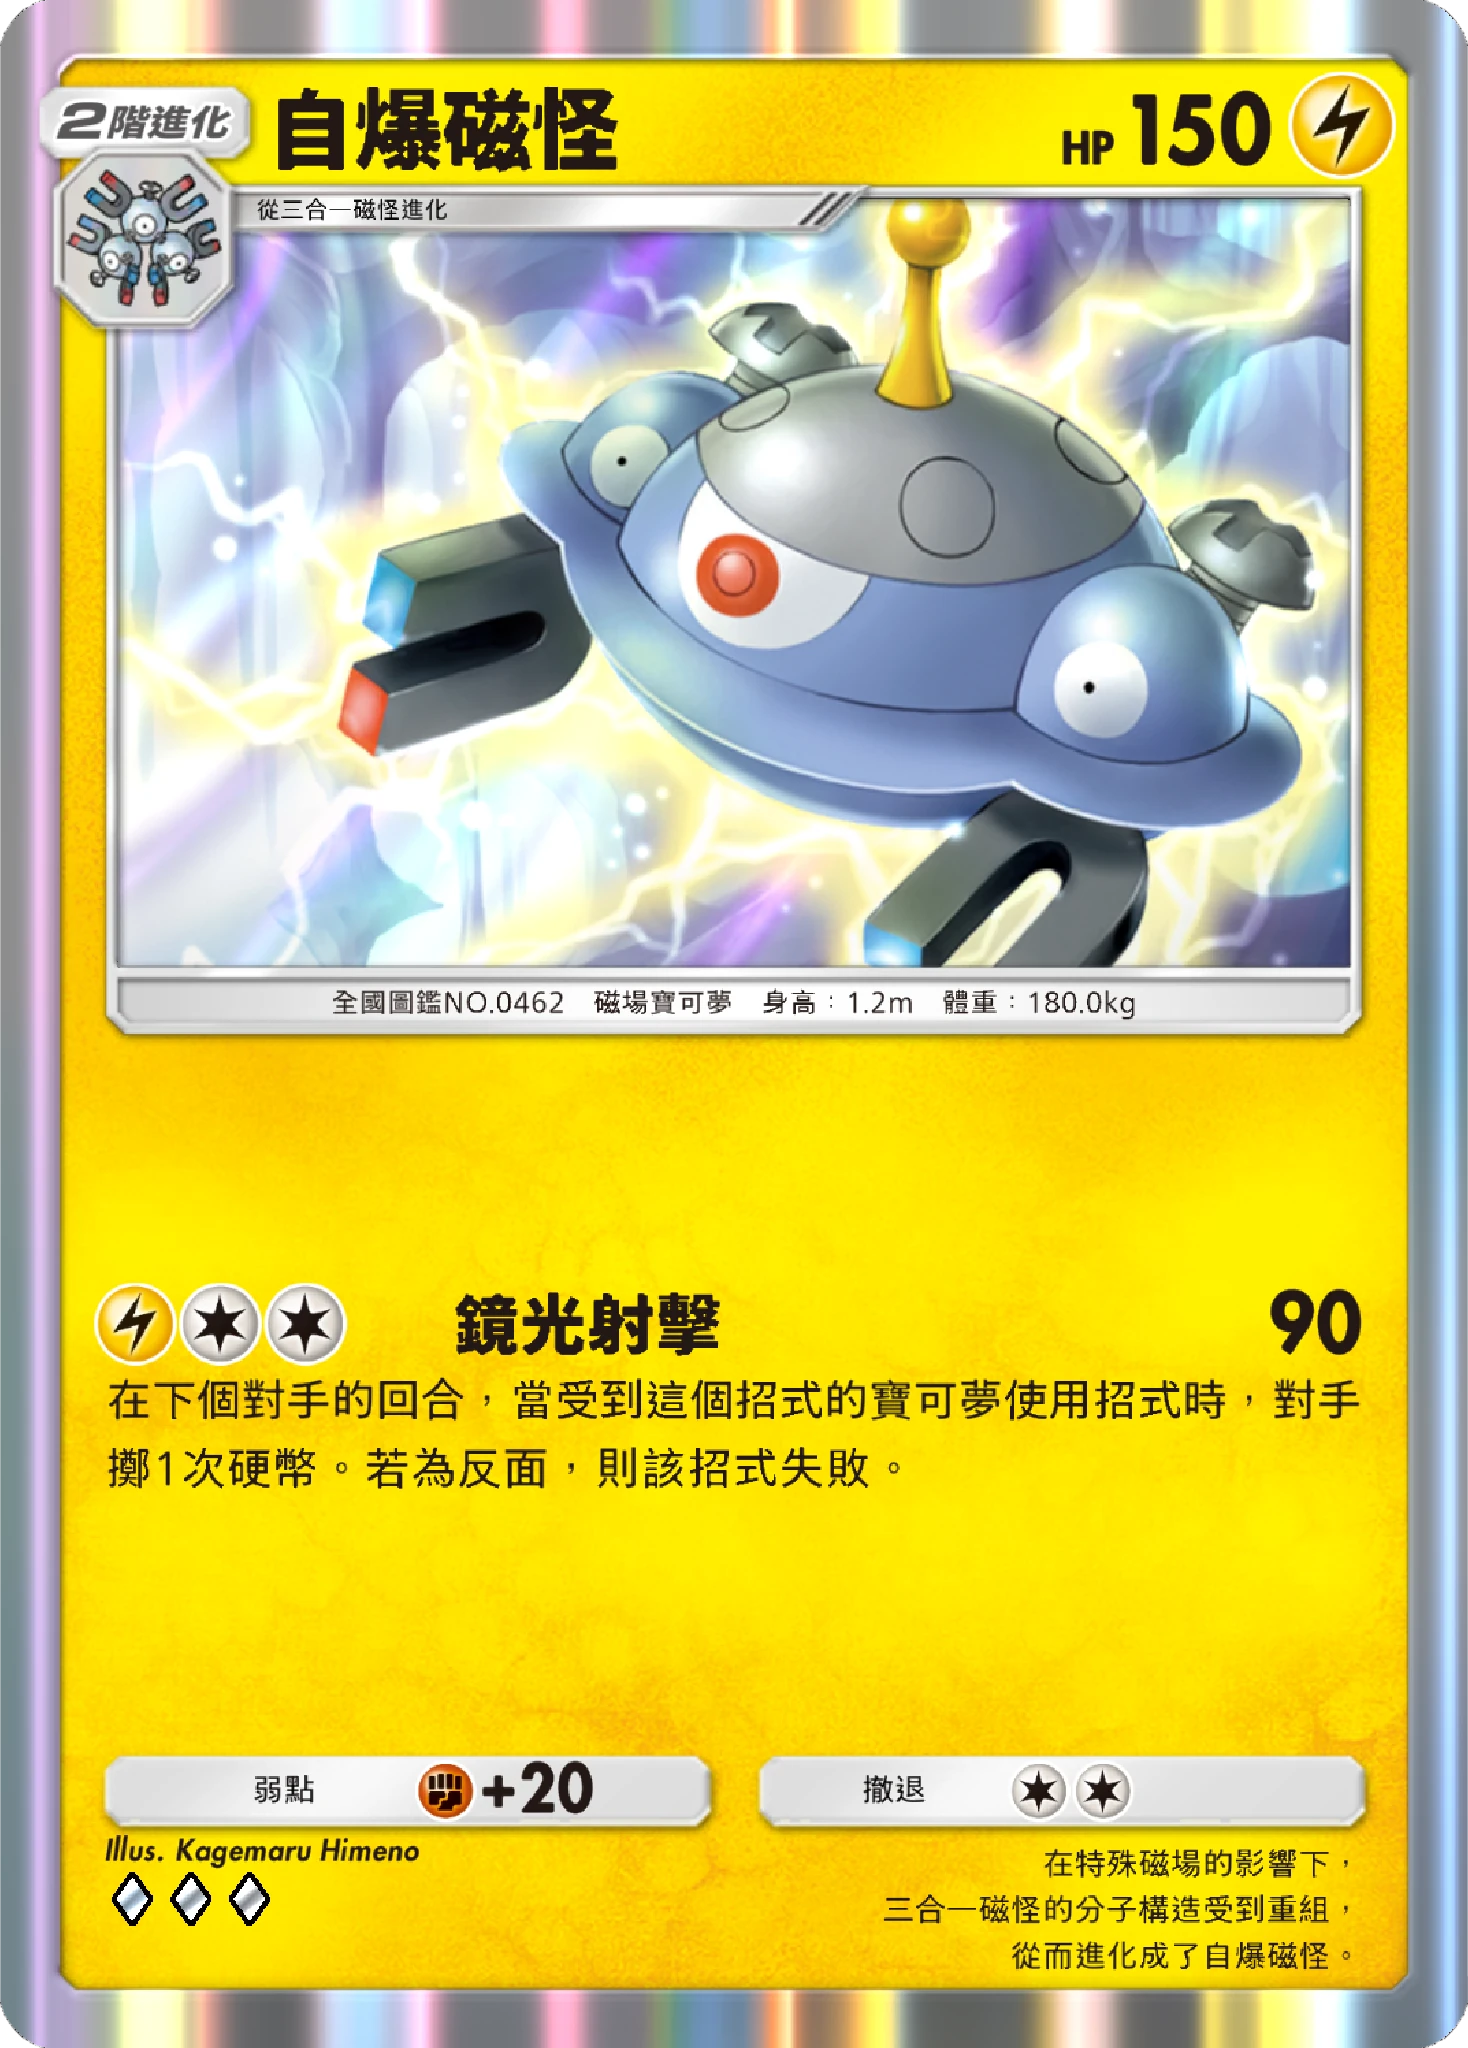 2階進化
自爆磁怪
HP 150
從三合一磁怪進化
全國圖鑑NO.0462 磁場寶可夢 身高：1.2m 體重：180.0kg
鏡光射擊 90
在下個對手的回合，當受到這個招式的寶可夢使用招式時，對手
擲1次硬幣。若為反面，則該招式失敗。
弱點 +20
撤退
Illus. Kagemaru Himeno
在特殊磁場的影響下，
三合一磁怪的分子構造受到重組，
從而進化成了自爆磁怪。